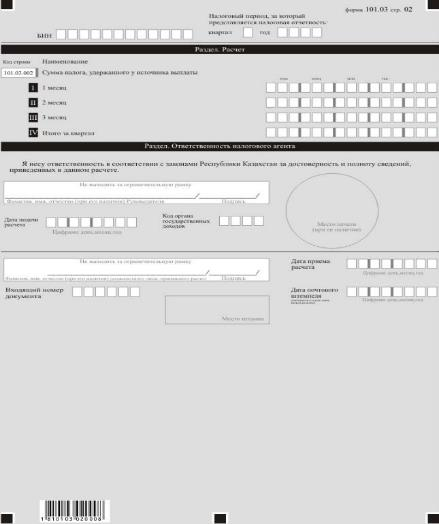 форма 101.03 стр. 02
Налоговый период, за который
представляется налоговая отчетность:
БИН
квартал год
Раздел. Расчет
Код строки Наименование
101.03.002 Сумма налога, удержанного у источника выплаты
I 1 месяц
II 2 месяц
III 3 месяц
IV Итого за квартал
Раздел. Ответственность налогового агента
Я несу ответственность в соответствии с законами Республики Казахстан за достоверность и полноту сведений,
приведенных в данном расчете.
Не выходить за ограничительную рамку
Фамилия, имя, отчество (при его наличии) Руководителя Подпись
Дата подачи
расчета
Цифрами день,месяц,год
Код органа
государственных
доходов
Место печати
(при ее наличии)
Не выходить за ограничительную рамку
Фамилия, имя, отчество (при его наличии) должностного лица, принявшего расчет Подпись
Дата приема
расчета
Цифрами день,месяц,год
Входящий номер
документа
Место штампа
Дата почтового
штемпеля
Цифрами день,месяц,год